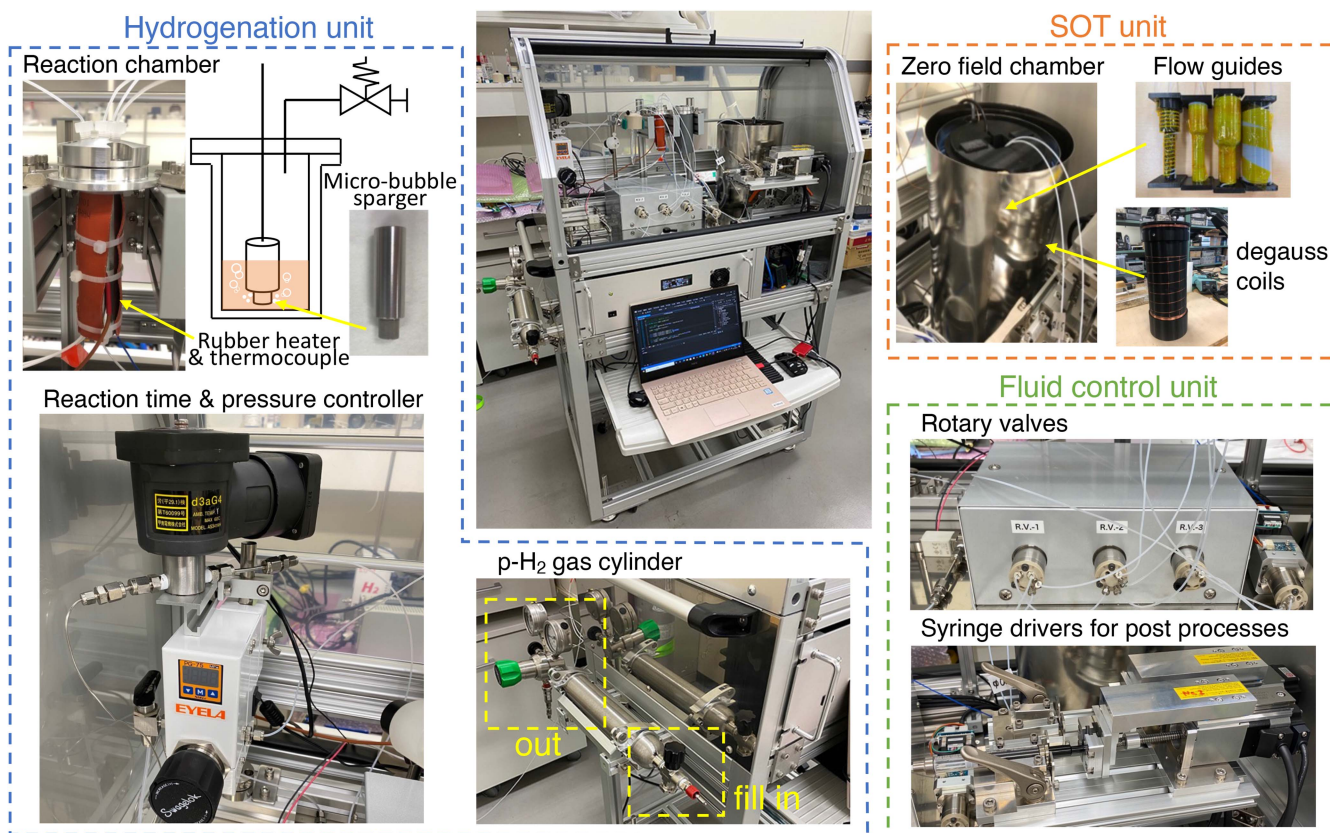 Hydrogenation unit
Reaction chamber
Micro-bubble
sparger
Rubber heater
& thermocouple
Reaction time & pressure controller
d3aG4
EYELA
Swagelok
H2
p-H₂ gas cylinder
out
fill in
SOT unit
Zero field chamber
Flow guides
degauss
coils
Fluid control unit
Rotary valves
R.V.-1
R.V.-2
R.V.-3
Syringe drivers for post processes